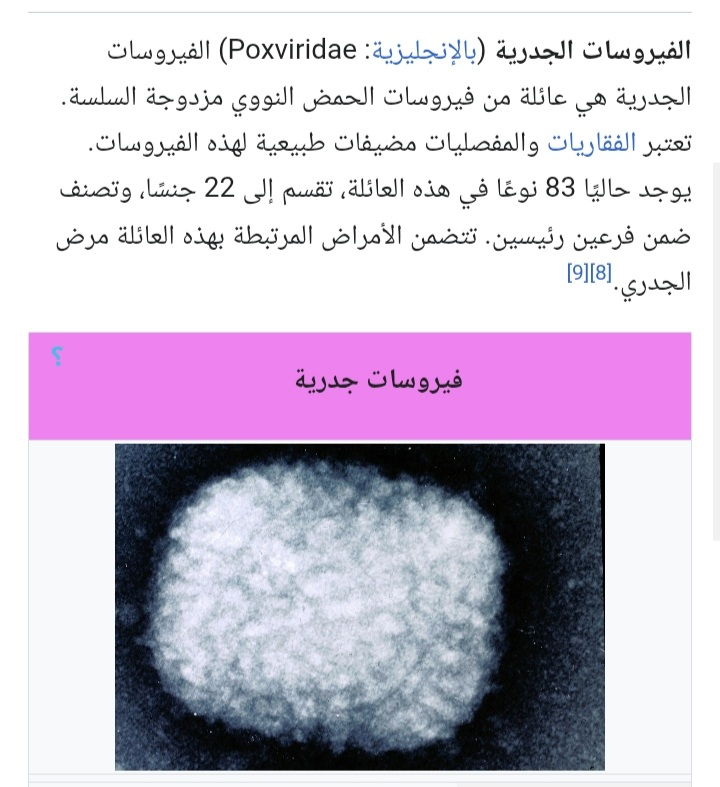 الفيروسات الجدرية (بالإنجليزية: Poxviridae) الفيروسات
الجدرية هي عائلة من فيروسات الحمض النووي مزدوجة السلسة.
تعتبر الفقاريات والمفصليات مضيفات طبيعية لهذه الفيروسات.
يوجد حاليًا 83 نوعًا في هذه العائلة، تقسم إلى 22 جنسًا، وتصنف
ضمن فرعين رئيسين. تتضمن الأمراض المرتبطة بهذه العائلة مرض
الجدري.[8][9]
؟
فيروسات جدرية